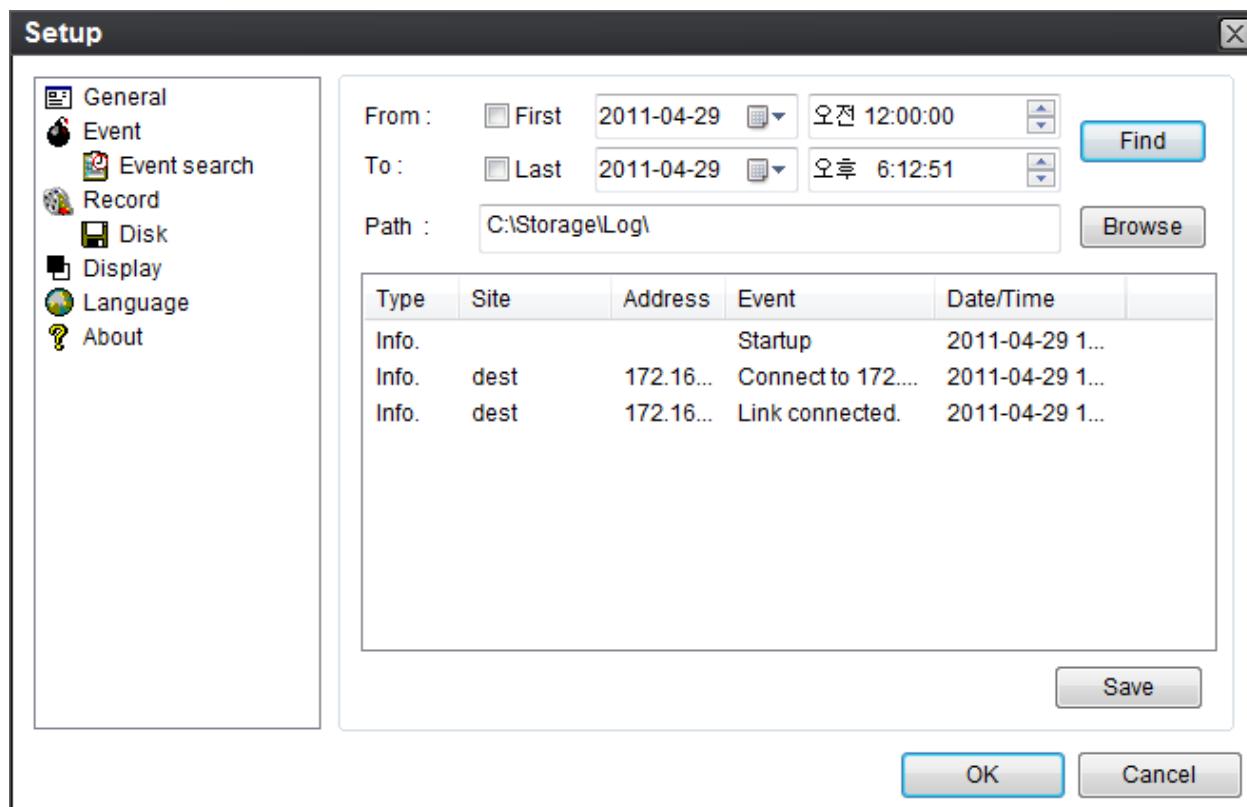 Setup
General
Event
Event search
Record
Disk
Display
Language
About
From : First 2011-04-29 오전 12:00:00
Find
To : Last 2011-04-29 오후 6:12:51
Path : C:\Storage\Log\ Browse
Type Site Address Event Date/Time
Info. Startup 2011-04-29 1...
Info. dest 172.16... Connect to 172.... 2011-04-29 1...
Info. dest 172.16... Link connected. 2011-04-29 1...
Save
OK Cancel